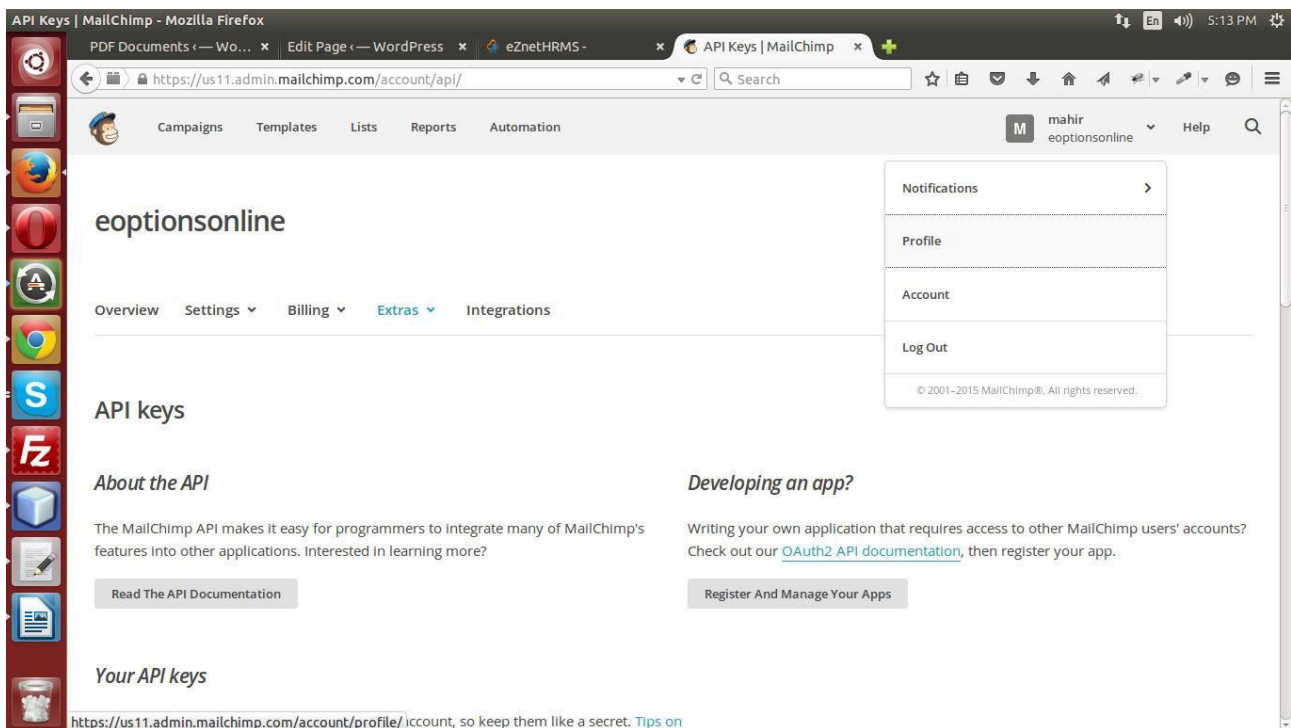 API Keys | MailChimp - Mozilla Firefox
En 5:13 PM
PDF Documents ‹ — Wo... × Edit Page ‹ — WordPress × eZnetHRMS - × API Keys | MailChimp ×
https://us11.admin.mailchimp.com/account/api/ Search
Campaigns Templates Lists Reports Automation M mahir Help
eoptionsonline
Notifications
eoptionsonline
Profile
Account
Overview Settings Billing Extras Integrations
Log Out
© 2001–2015 MailChimp®. All rights reserved.
API keys
About the API Developing an app?
The MailChimp API makes it easy for programmers to integrate many of MailChimp's Writing your own application that requires access to other MailChimp users' accounts?
features into other applications. Interested in learning more? Check out our OAuth2 API documentation, then register your app.
Read The API Documentation Register And Manage Your Apps
Your API keys
https://us11.admin.mailchimp.com/account/profile/ account, so keep them like a secret. Tips on
A
S
Fz